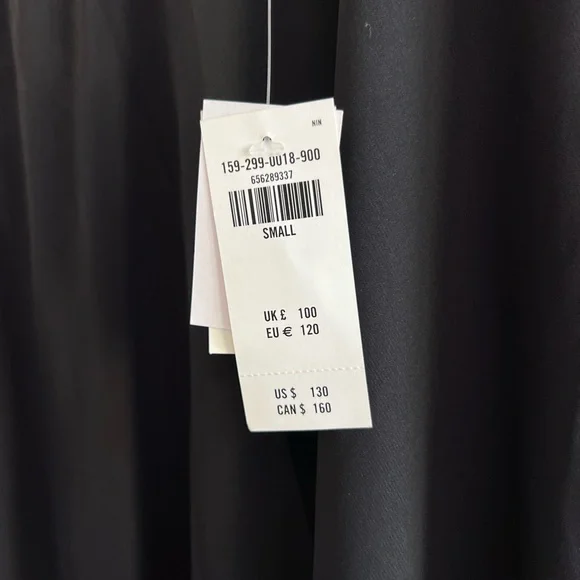 NIN
159-299-0018-900
656289337
SMALL
UK £ 100
EU € 120
US $ 130
CAN $ 160